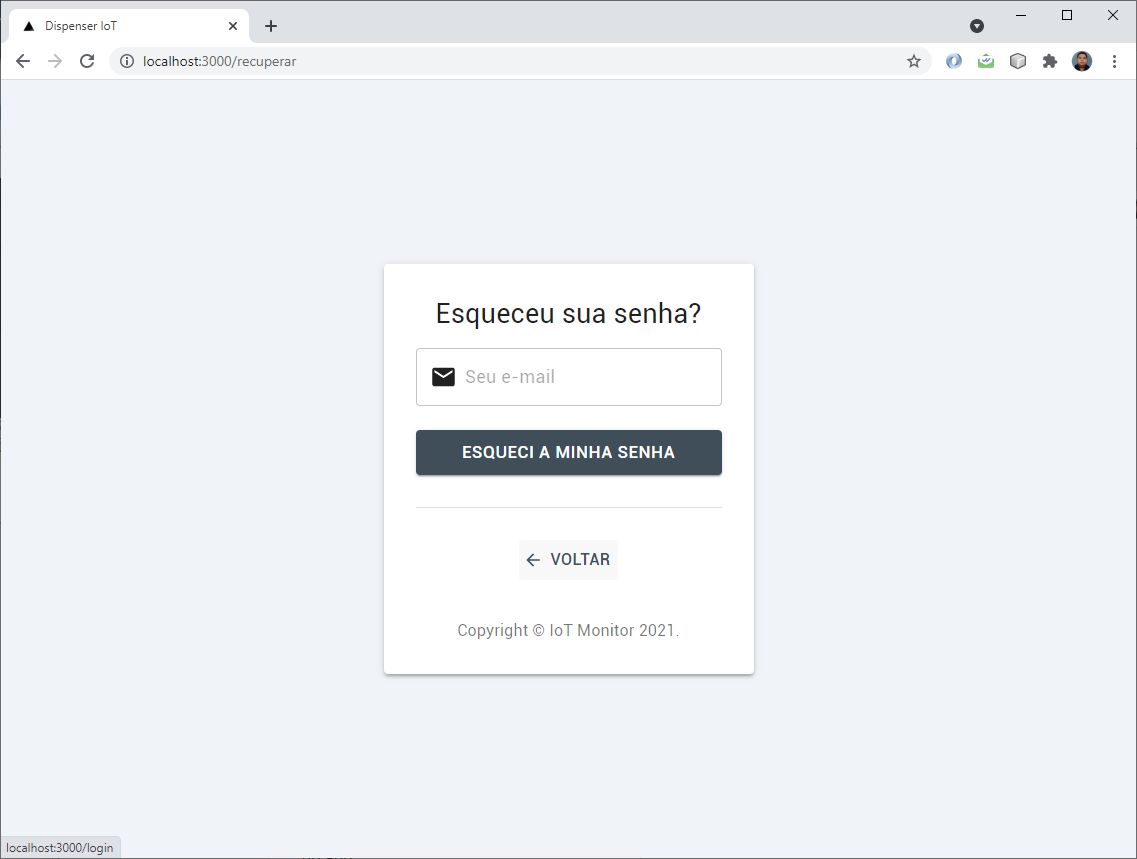 Dispenser IoT
localhost:3000/recuperar
Esqueceu sua senha?
Seu e-mail
ESQUECI A MINHA SENHA
VOLTAR
Copyright © IoT Monitor 2021.
localhost:3000/login